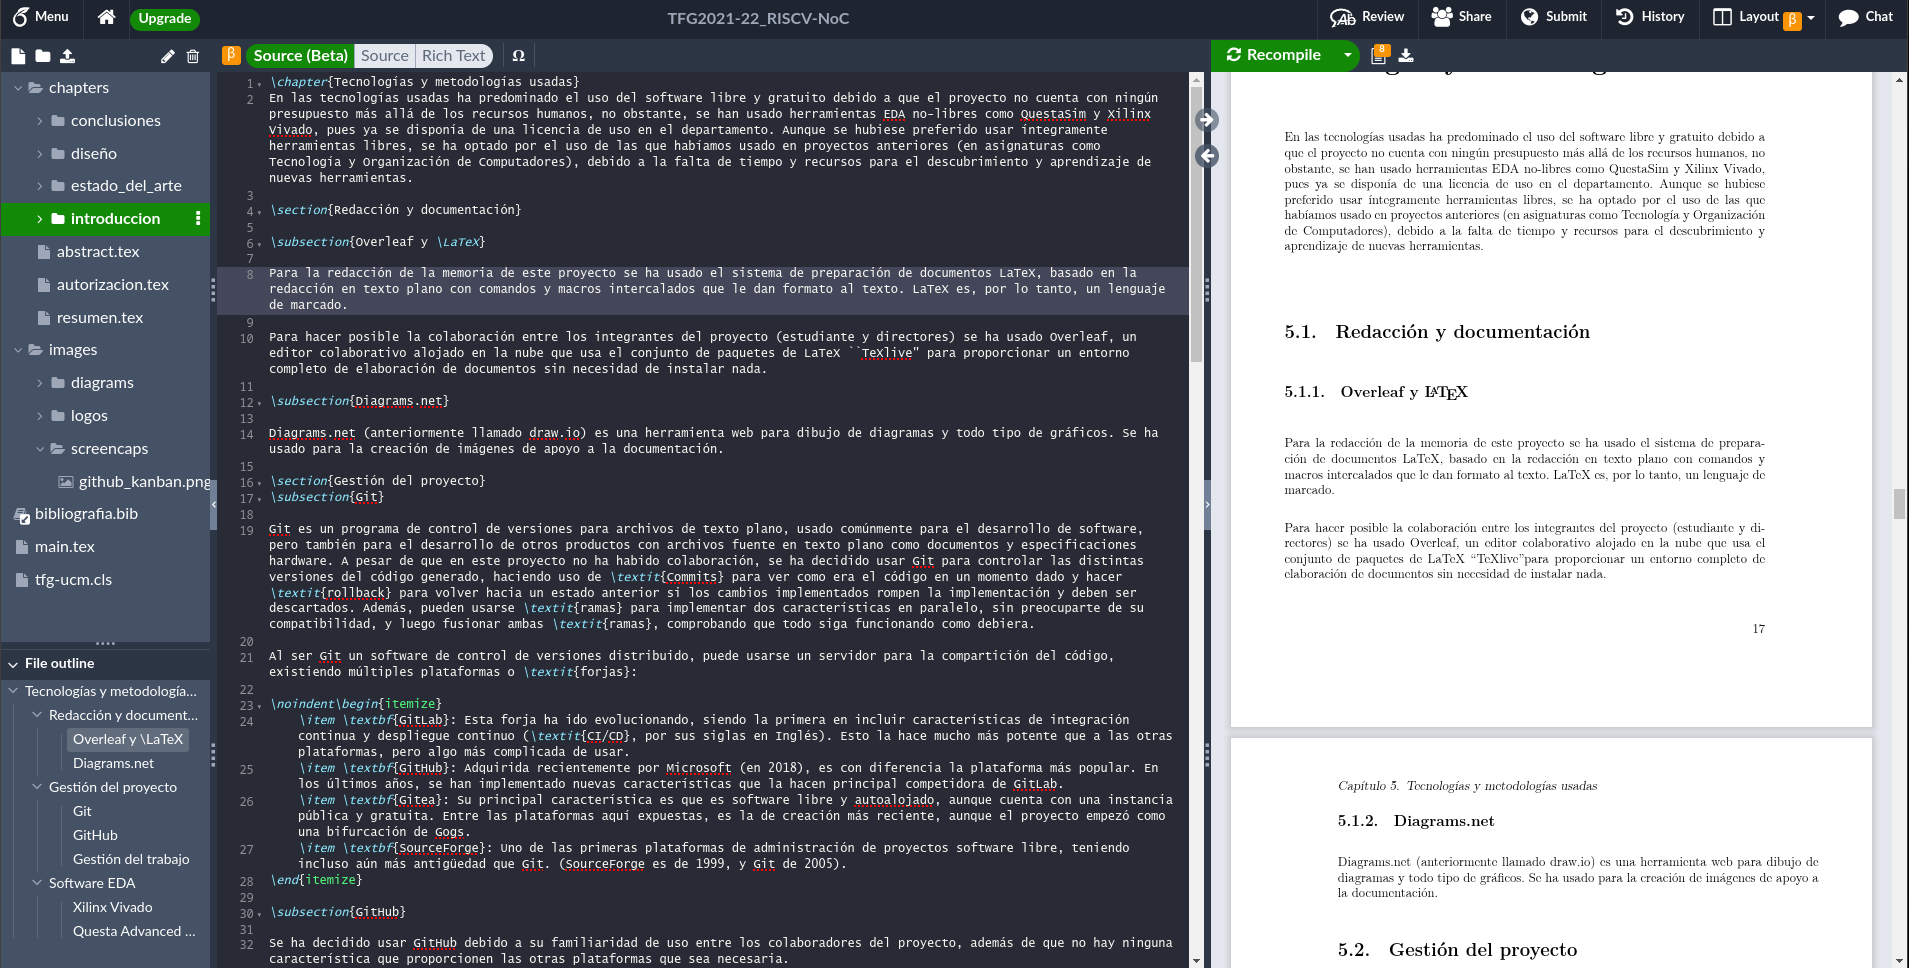 Menu
Upgrade
TFG2021-22_RISCV-NoC
Review
Share
Submit
History
Layout
β
Chat
β
Source (Beta)
Source
Rich Text
Ω
Recompile
8
chapters
conclusiones
diseño
estado_del_arte
introduccion
abstract.tex
autorizacion.tex
resumen.tex
images
diagrams
logos
screencaps
github_kanban.png
bibliografia.bib
main.tex
tfg-ucm.cls
File outline
Tecnologías y metodología...
Redacción y document...
Overleaf y \LaTeX
Diagrams.net
Gestión del proyecto
Git
GitHub
Gestión del trabajo
Software EDA
Xilinx Vivado
Questa Advanced ...
1 \chapter{Tecnologías y metodologías usadas}
2 En las tecnologías usadas ha predominado el uso del software libre y gratuito debido a que el proyecto no cuenta con ningún
presupuesto más allá de los recursos humanos, no obstante, se han usado herramientas EDA no-libres como QuestaSim y Xilinx
Vivado, pues ya se disponía de una licencia de uso en el departamento. Aunque se hubiese preferido usar íntegramente
herramientas libres, se ha optado por el uso de las que habíamos usado en proyectos anteriores (en asignaturas como
Tecnología y Organización de Computadores), debido a la falta de tiempo y recursos para el descubrimiento y aprendizaje de
nuevas herramientas.
3
4 \section{Redacción y documentación}
5
6 \subsection{Overleaf y \LaTeX}
7
8 Para la redacción de la memoria de este proyecto se ha usado el sistema de preparación de documentos LaTeX, basado en la
redacción en texto plano con comandos y macros intercalados que le dan formato al texto. LaTeX es, por lo tanto, un lenguaje
de marcado.
9
10 Para hacer posible la colaboración entre los integrantes del proyecto (estudiante y directores) se ha usado Overleaf, un
editor colaborativo alojado en la nube que usa el conjunto de paquetes de LaTeX ``TeXlive" para proporcionar un entorno
completo de elaboración de documentos sin necesidad de instalar nada.
11
12 \subsection{Diagrams.net}
13
14 Diagrams.net (anteriormente llamado draw.io) es una herramienta web para dibujo de diagramas y todo tipo de gráficos. Se ha
usado para la creación de imágenes de apoyo a la documentación.
15
16 \section{Gestión del proyecto}
17 \subsection{Git}
18
19 Git es un programa de control de versiones para archivos de texto plano, usado comúnmente para el desarrollo de software,
pero también para el desarrollo de otros productos con archivos fuente en texto plano como documentos y especificaciones
hardware. A pesar de que en este proyecto no ha habido colaboración, se ha decidido usar Git para controlar las distintas
versiones del código generado, haciendo uso de \textit{Commits} para ver como era el código en un momento dado y hacer
\textit{rollback} para volver hacia un estado anterior si los cambios implementados rompen la implementación y deben ser
descartados. Además, pueden usarse \textit{ramas} para implementar dos características en paralelo, sin preocuparte de su
compatibilidad, y luego fusionar ambas \textit{ramas}, comprobando que todo siga funcionando como debiera.
20
21 Al ser Git un software de control de versiones distribuido, puede usarse un servidor para la compartición del código,
existiendo múltiples plataformas o \textit{forjas}:
22
23 \noindent\begin{itemize}
24 \item \textbf{GitLab}: Esta forja ha ido evolucionando, siendo la primera en incluir características de integración
continua y despliegue continuo (\textit{CI/CD}, por sus siglas en Inglés). Esto la hace mucho más potente que a las otras
plataformas, pero algo más complicada de usar.
25 \item \textbf{GitHub}: Adquirida recientemente por Microsoft (en 2018), es con diferencia la plataforma más popular. En
los últimos años, se han implementado nuevas características que la hacen principal competidora de GitLab.
26 \item \textbf{Gitea}: Su principal característica es que es software libre y autoalojado, aunque cuenta con una instancia
pública y gratuita. Entre las plataformas aquí expuestas, es la de creación más reciente, aunque el proyecto empezó como
una bifurcación de Gogs.
27 \item \textbf{SourceForge}: Uno de las primeras plataformas de administración de proyectos software libre, teniendo
incluso aún más antigüedad que Git. (SourceForge es de 1999, y Git de 2005).
28 \end{itemize}
29
30 \subsection{GitHub}
31
32 Se ha decidido usar GitHub debido a su familiaridad de uso entre los colaboradores del proyecto, además de que no hay ninguna
característica que proporcionen las otras plataformas que sea necesaria.
En las tecnologías usadas ha predominado el uso del software libre y gratuito debido a
que el proyecto no cuenta con ningún presupuesto más allá de los recursos humanos, no
obstante, se han usado herramientas EDA no-libres como QuestaSim y Xilinx Vivado,
pues ya se disponía de una licencia de uso en el departamento. Aunque se hubiese
preferido usar íntegramente herramientas libres, se ha optado por el uso de las que
habíamos usado en proyectos anteriores (en asignaturas como Tecnología y Organización
de Computadores), debido a la falta de tiempo y recursos para el descubrimiento y
aprendizaje de nuevas herramientas.
5.1. Redacción y documentación
5.1.1. Overleaf y LATEX
Para la redacción de la memoria de este proyecto se ha usado el sistema de prepara-
ción de documentos LaTeX, basado en la redacción en texto plano con comandos y
macros intercalados que le dan formato al texto. LaTeX es, por lo tanto, un lenguaje de
marcado.
Para hacer posible la colaboración entre los integrantes del proyecto (estudiante y di-
rectores) se ha usado Overleaf, un editor colaborativo alojado en la nube que usa el
conjunto de paquetes de LaTeX “TeXlive”para proporcionar un entorno completo de
elaboración de documentos sin necesidad de instalar nada.
17
Capítulo 5. Tecnologías y metodologías usadas
5.1.2. Diagrams.net
Diagrams.net (anteriormente llamado draw.io) es una herramienta web para dibujo de
diagramas y todo tipo de gráficos. Se ha usado para la creación de imágenes de apoyo a
la documentación.
5.2. Gestión del proyecto